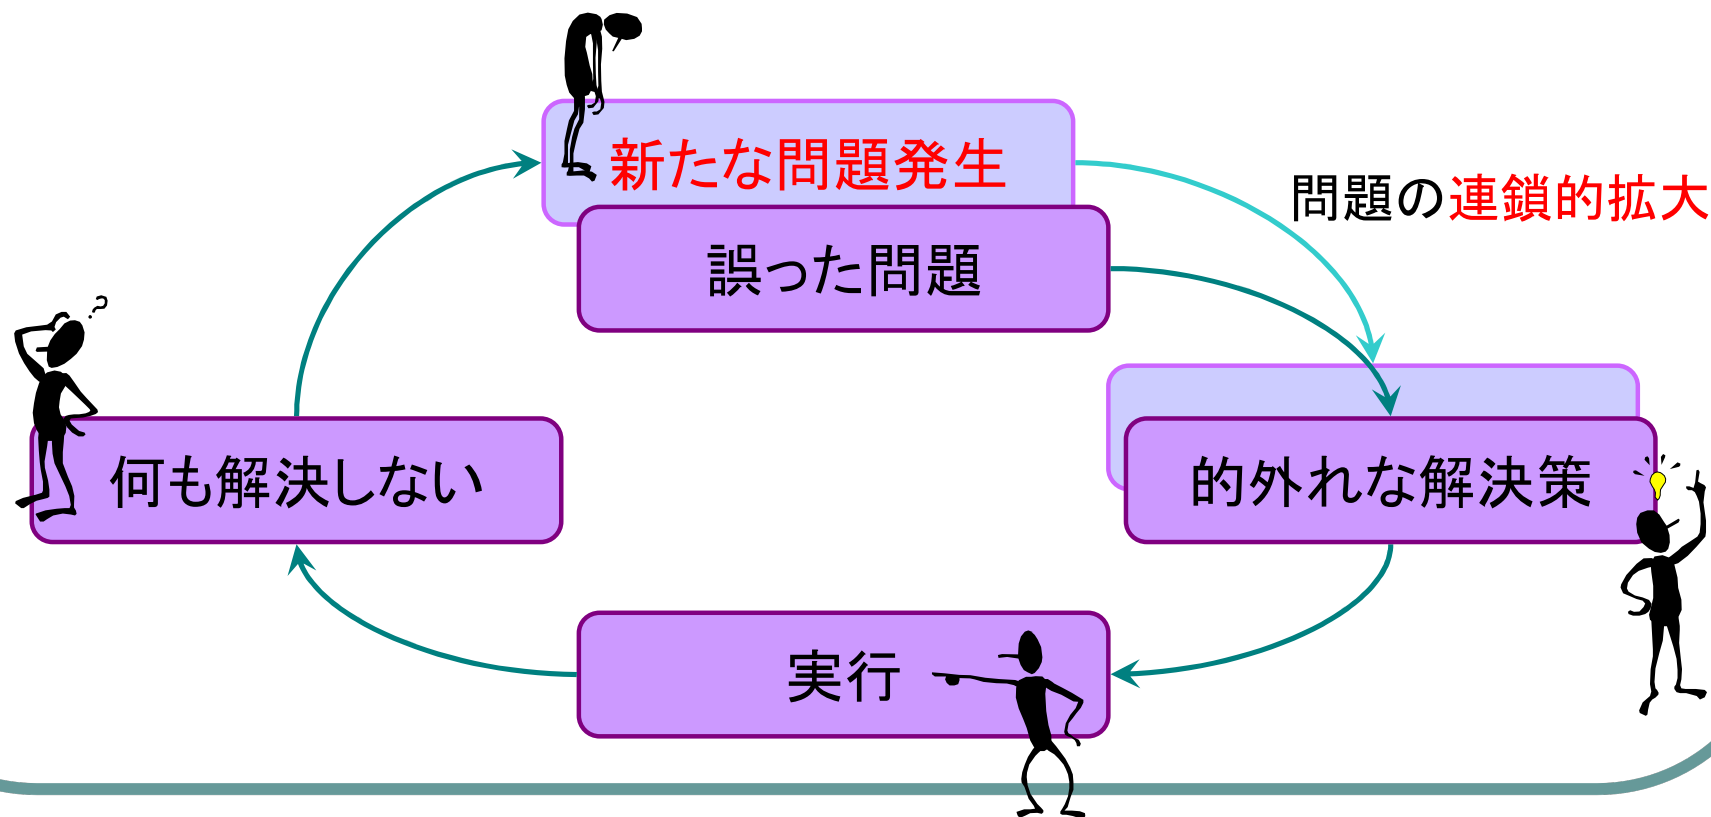 新たな問題発生
問題の連鎖的拡大
誤った問題
何も解決しない
的外れな解決策
実行